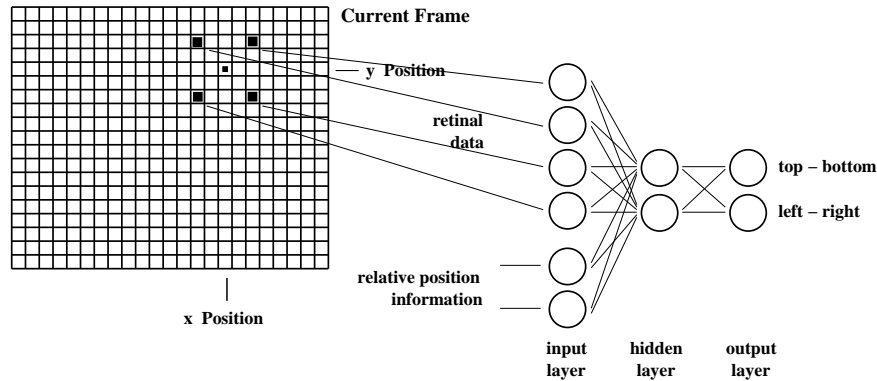 Current Frame
y Position
retinal
data
top – bottom
left – right
relative position
information
x Position
input
layer
hidden
layer
output
layer